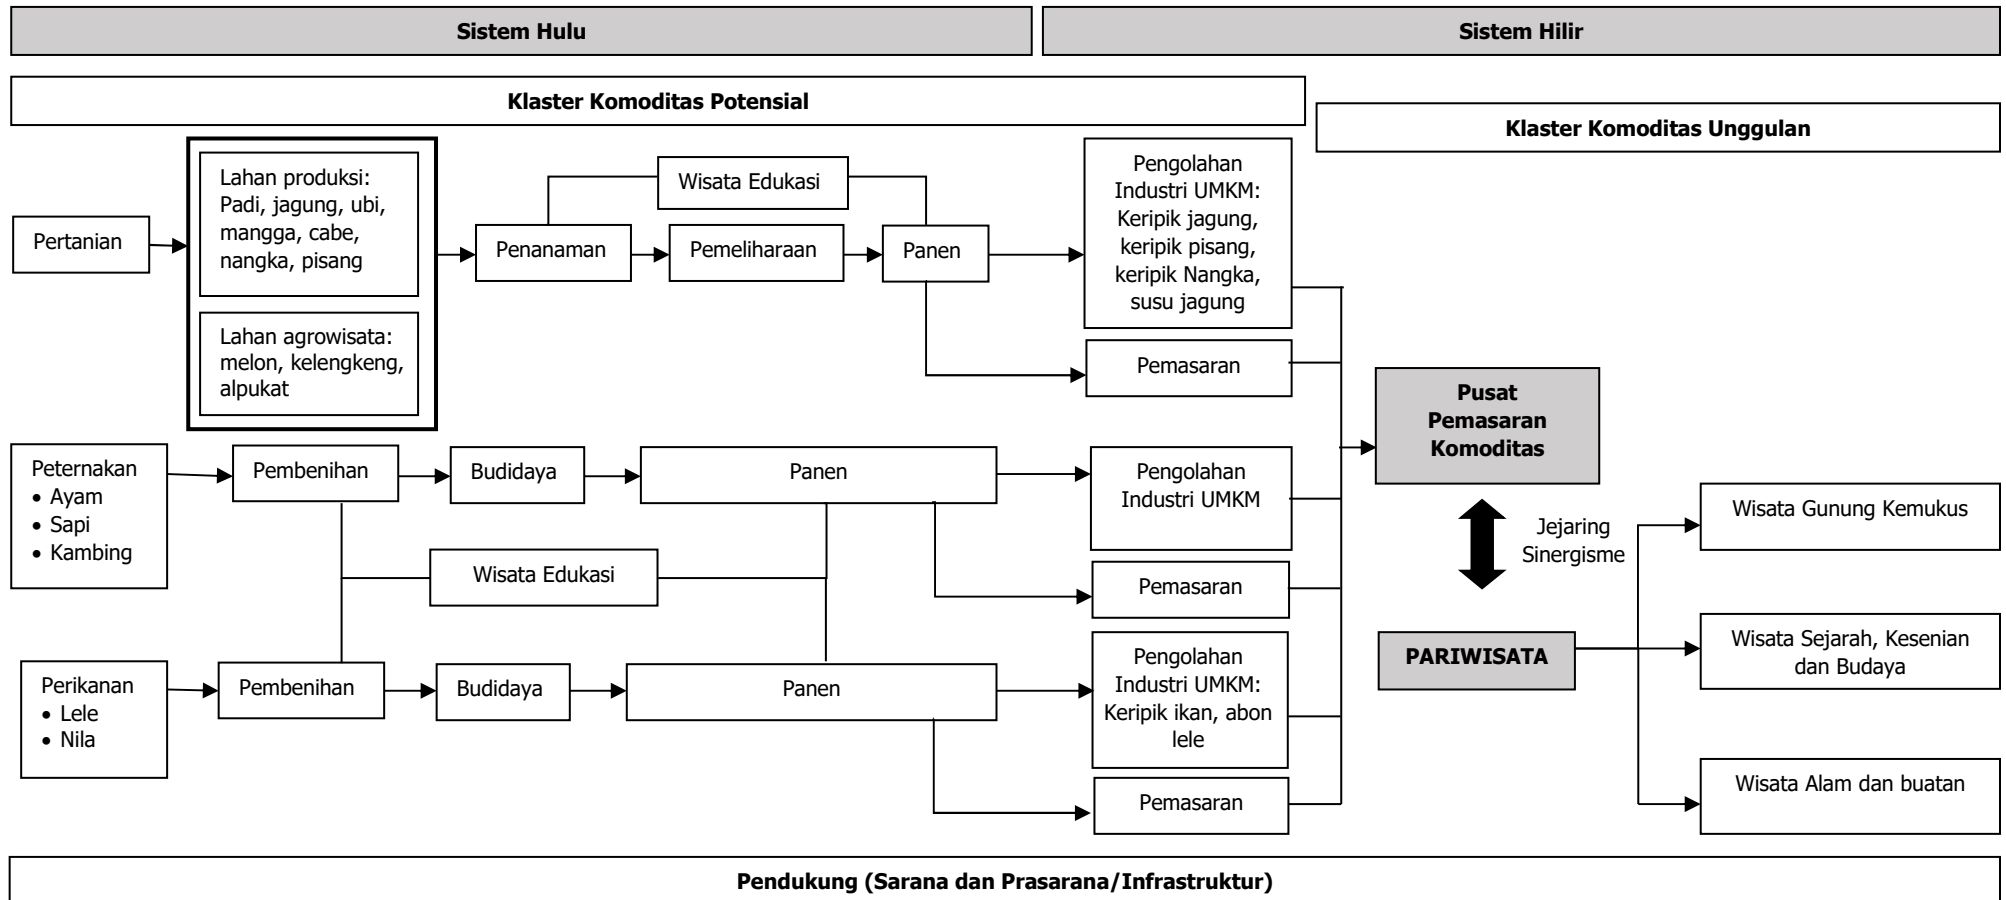 Sistem Hulu
Sistem Hilir
Klaster Komoditas Potensial
Klaster Komoditas Unggulan
Pertanian
Lahan produksi:
Padi, jagung, ubi,
mangga, cabe,
nangka, pisang
Lahan agrowisata:
melon, kelengkeng,
alpukat
Penanaman
Wisata Edukasi
Pemeliharaan
Panen
Pengolahan
Industri UMKM:
Keripik jagung,
keripik pisang,
keripik Nangka,
susu jagung
Pemasaran
Peternakan
• Ayam
• Sapi
• Kambing
Pembenihan
Budidaya
Panen
Pengolahan
Industri UMKM
Pemasaran
Wisata Edukasi
Perikanan
• Lele
• Nila
Pembenihan
Budidaya
Panen
Pengolahan
Industri UMKM:
Keripik ikan, abon
lele
Pemasaran
Pusat
Pemasaran
Komoditas
Jejaring
Sinergisme
PARIWISATA
Wisata Gunung Kemukus
Wisata Sejarah, Kesenian
dan Budaya
Wisata Alam dan buatan
Pendukung (Sarana dan Prasarana/Infrastruktur)